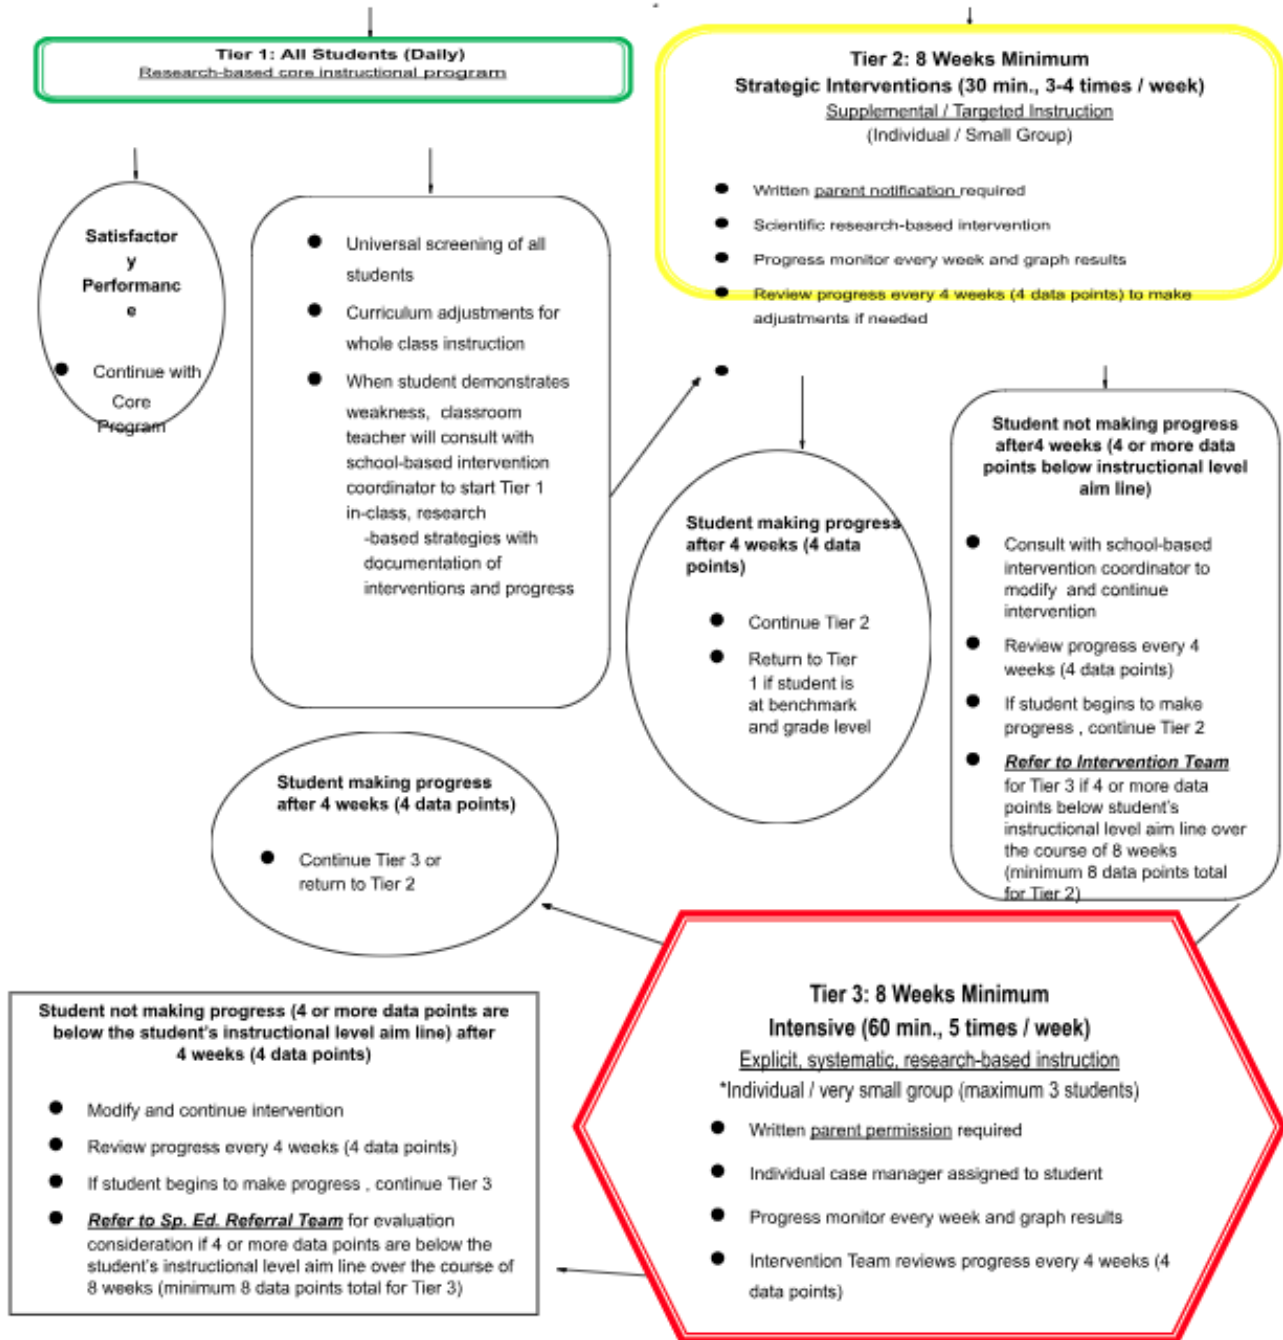 Tier 1: All Students (Daily)
Research-based core instructional program
Tier 2: 8 Weeks Minimum
Strategic Interventions (30 min., 3-4 times / week)
Supplemental / Targeted Instruction
(Individual / Small Group)
● Written parent notification required
● Scientific research-based intervention
● Progress monitor every week and graph results
● Review progress every 4 weeks (4 data points) to make
adjustments if needed
●
Satisfactor
y
Performanc
e
● Continue with
Core
Program
● Universal screening of all
students
● Curriculum adjustments for
whole class instruction
● When student demonstrates
weakness, classroom
teacher will consult with
school-based intervention
coordinator to start Tier 1
in-class, research
-based strategies with
documentation of
interventions and progress
Student making progress
after 4 weeks (4 data
points)
● Continue Tier 2
● Return to Tier
1 if student is
at benchmark
and grade level
Student not making progress
after4 weeks (4 or more data
points below instructional level
aim line)
● Consult with school-based
intervention coordinator to
modify and continue
intervention
● Review progress every 4
weeks (4 data points)
● If student begins to make
progress , continue Tier 2
● Refer to Intervention Team
for Tier 3 if 4 or more data
points below student's
instructional level aim line over
the course of 8 weeks
(minimum 8 data points total
for Tier 2)
Student making progress
after 4 weeks (4 data points)
● Continue Tier 3 or
return to Tier 2
Tier 3: 8 Weeks Minimum
Intensive (60 min., 5 times / week)
Explicit, systematic, research-based instruction
*Individual / very small group (maximum 3 students)
● Written parent permission required
● Individual case manager assigned to student
● Progress monitor every week and graph results
● Intervention Team reviews progress every 4 weeks (4
data points)
Student not making progress (4 or more data points are
below the student's instructional level aim line) after
4 weeks (4 data points)
● Modify and continue intervention
● Review progress every 4 weeks (4 data points)
● If student begins to make progress , continue Tier 3
● Refer to Sp. Ed. Referral Team for evaluation
consideration if 4 or more data points are below the
student's instructional level aim line over the course of
8 weeks (minimum 8 data points total for Tier 3)